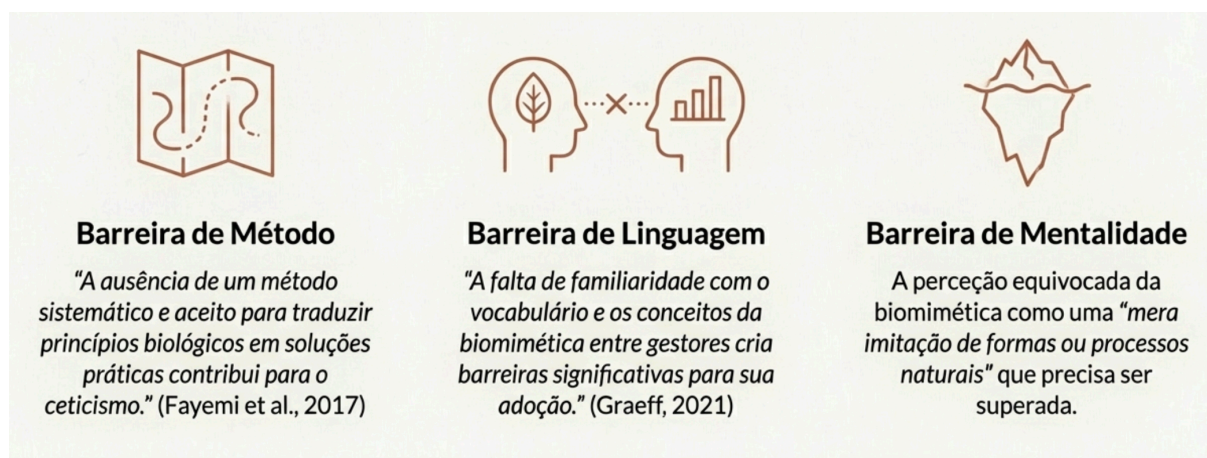 Barreira de Método
“A ausência de um método
sistemático e aceito para traduzir
princípios biológicos em soluções
práticas contribui para o
ceticismo.” (Fayemi et al., 2017)
Barreira de Linguagem
“A falta de familiaridade com o
vocabulário e os conceitos da
biomimética entre gestores cria
barreiras significativas para sua
adoção.” (Graeff, 2021)
Barreira de Mentalidade
A perceção equivocada da
biomimética como uma “mera
imitação de formas ou processos
naturais” que precisa ser
superada.